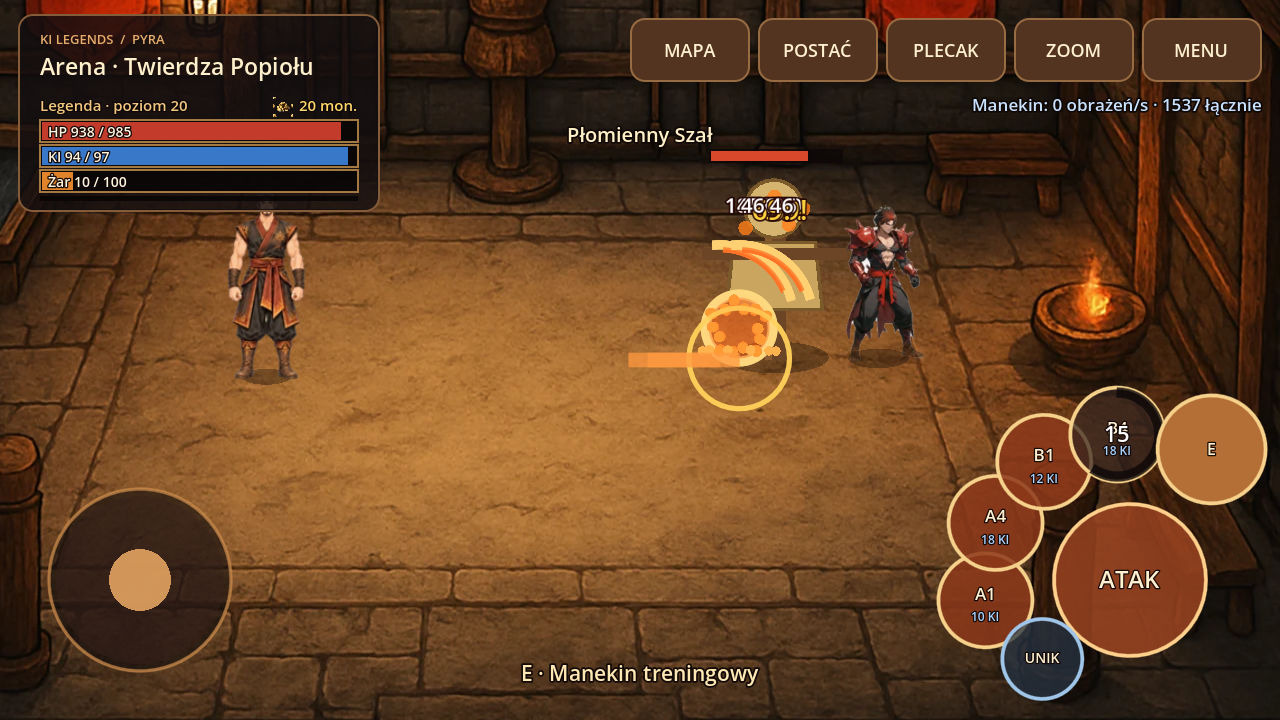 KI LEGENDS / PYRA
Arena · Twierdza Popiołu
Legenda · poziom 20
20 mon.
HP 938 / 985
KI 94 / 97
Żar 10 / 100
MAPA
POSTAĆ
PLECAK
ZOOM
MENU
Manekin: 0 obrażeń/s · 1537 łącznie
Płomienny Szał
15
18 KI
E
B1
12 KI
A4
18 KI
ATAK
A1
10 KI
UNIK
E · Manekin treningowy